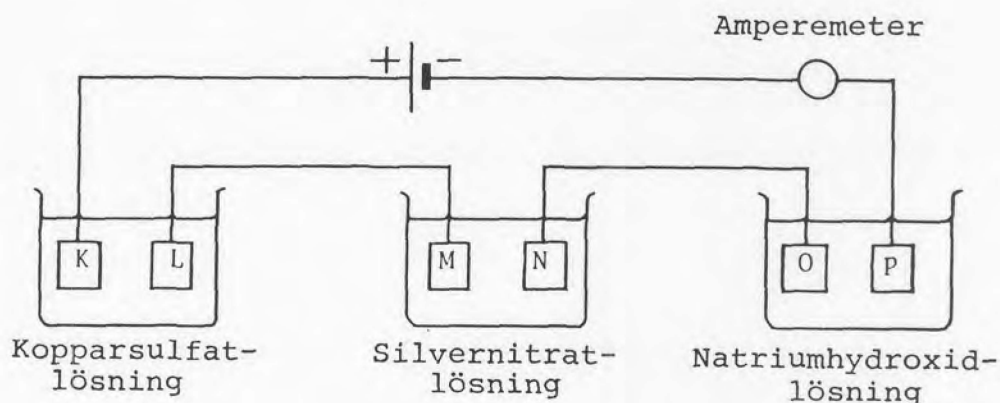 Amperemeter
+ −
K L M N O P
Kopparsulfat-
lösning
Silvernitrat-
lösning
Natriumhydroxid-
lösning